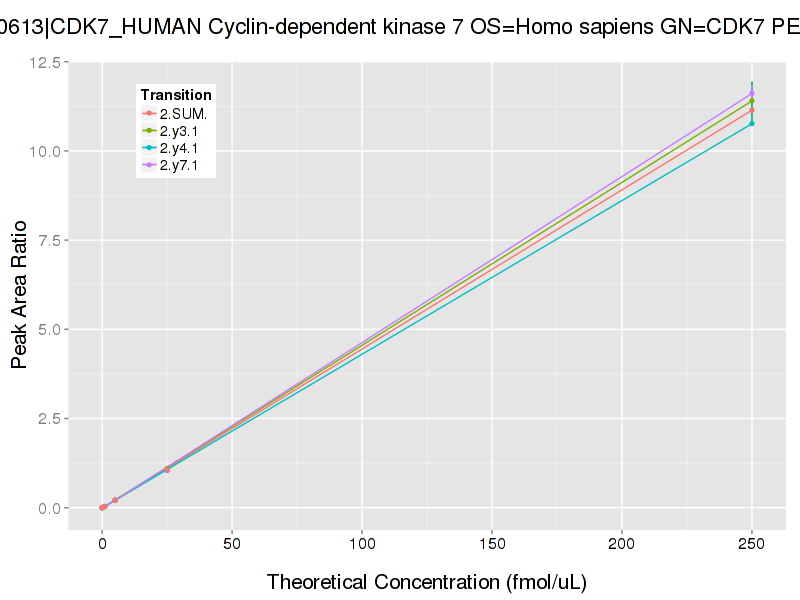 0613|CDK7_HUMAN Cyclin-dependent kinase 7 OS=Homo sapiens GN=CDK7 PE
12.5
10.0
7.5
5.0
2.5
0.0
Peak Area Ratio
Transition
2.SUM.
2.y3.1
2.y4.1
2.y7.1
0 50 100 150 200 250
Theoretical Concentration (fmol/uL)